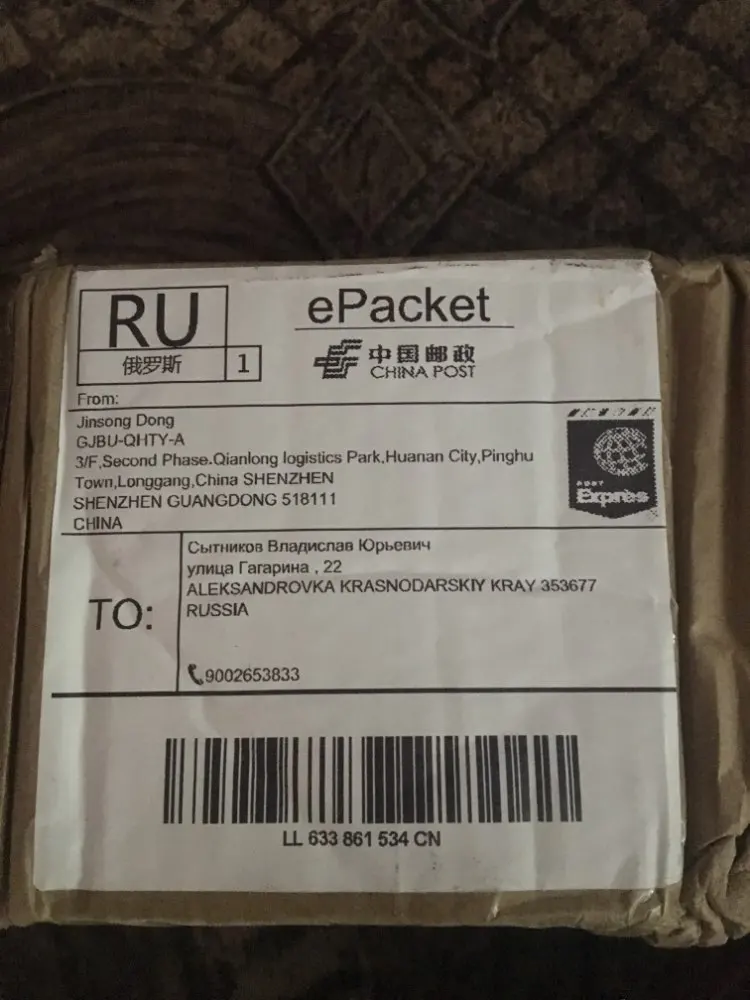 RU
俄罗斯
1
ePacket
中国邮政
CHINA POST
From:
Jinsong Dong
GJBU-QHTY-A
3/F,Second Phase.Qianlong logistics Park,Huanan City,Pinghu
Town,Longgang,China SHENZHEN
SHENZHEN GUANGDONG 518111
CHINA
POST
Express
TO:
Сытников Владислав Юрьевич
улица Гагарина , 22
ALEKSANDROVKA KRASNODARSKIY KRAY 353677
RUSSIA
9002653833
LL 633 861 534 CN